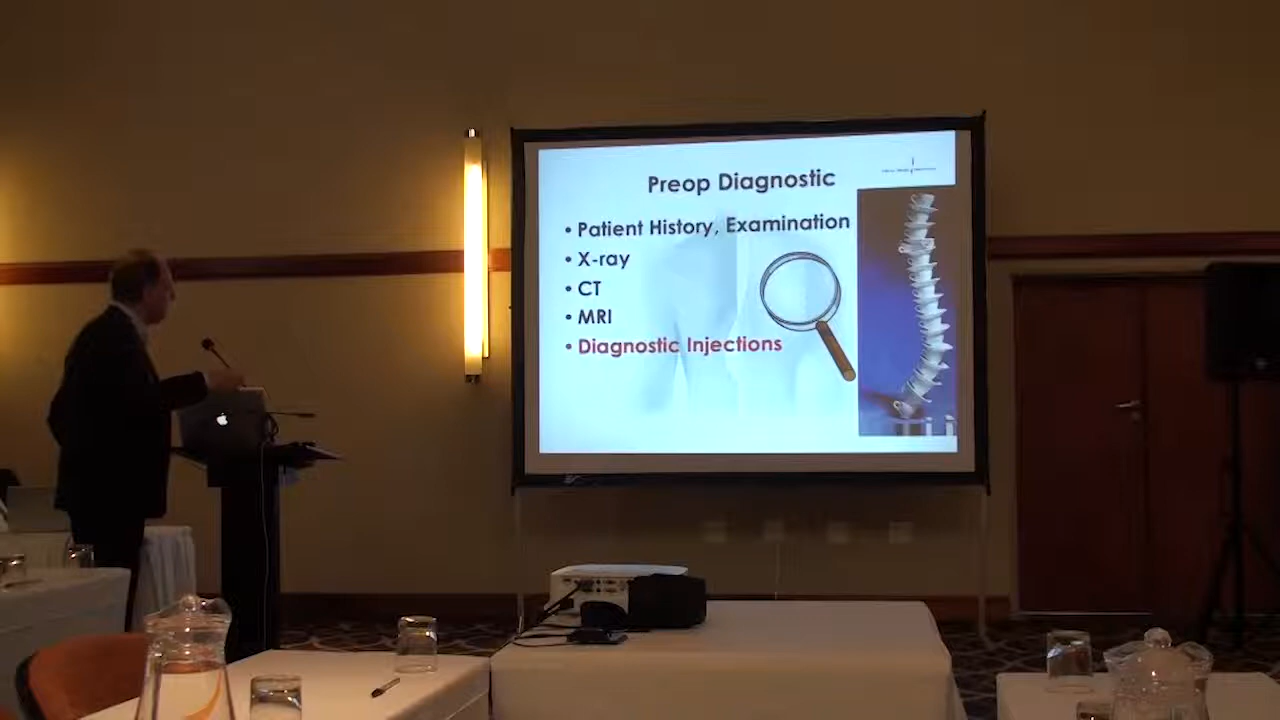 Preop Diagnostic
• Patient History, Examination
• X-ray
• CT
• MRI
• Diagnostic Injections